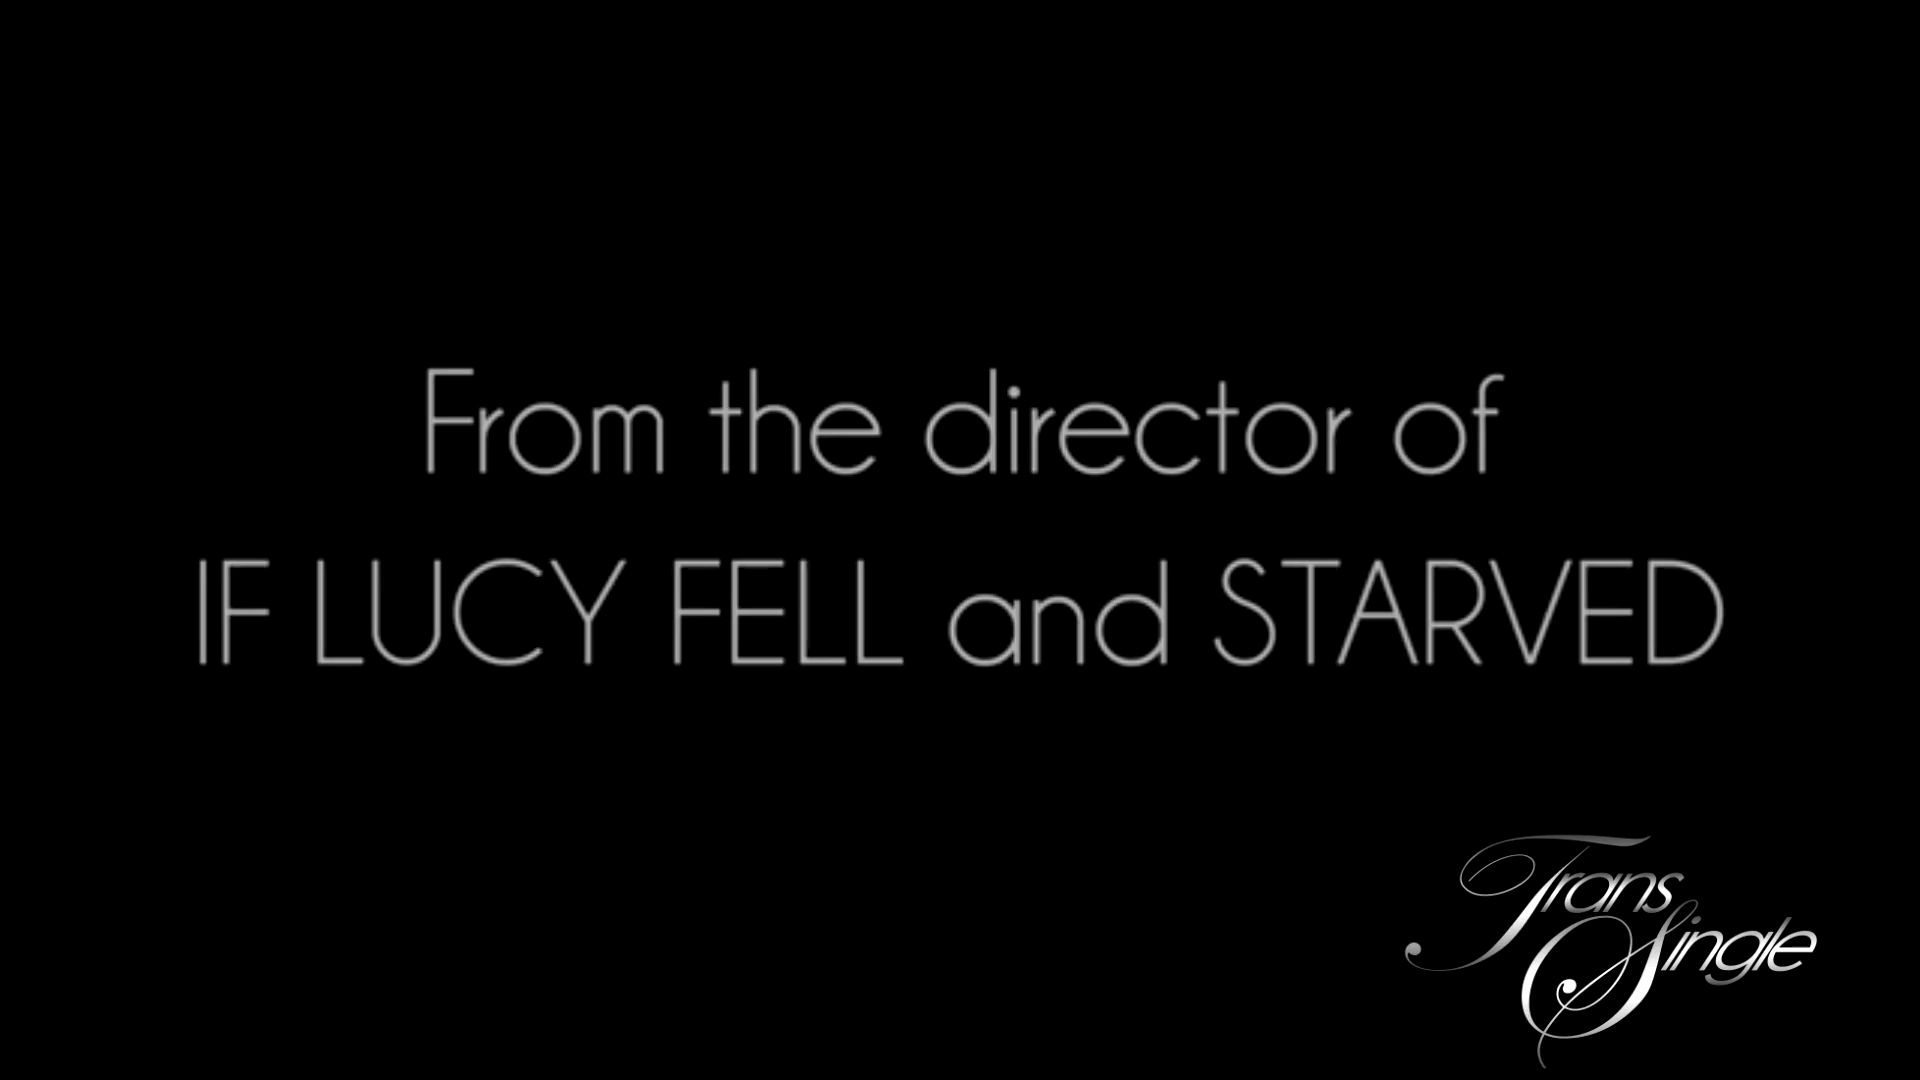 From the director of
IF LUCY FELL and STARVED
Trans
Single